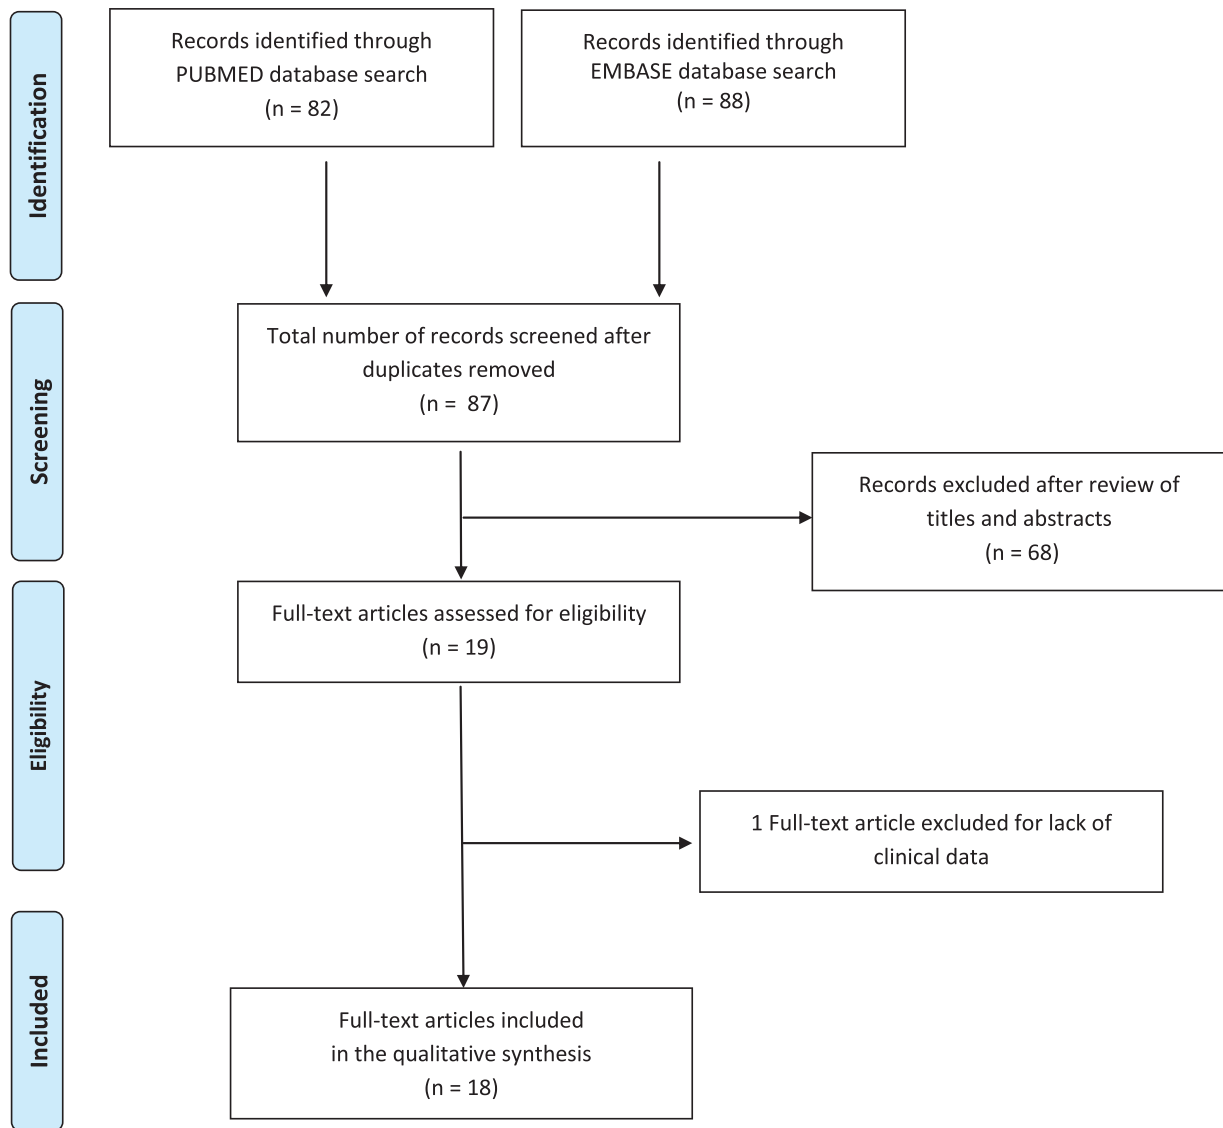 Identification
Records identified through
PUBMED database search
(n = 82)
Records identified through
EMBASE database search
(n = 88)
Screening
Total number of records screened after
duplicates removed
(n =  87)
Records excluded after review of
titles and abstracts
(n = 68)
Eligibility
Full-text articles assessed for eligibility
(n = 19)
1 Full-text article excluded for lack of
clinical data
Included
Full-text articles included
in the qualitative synthesis
(n = 18)